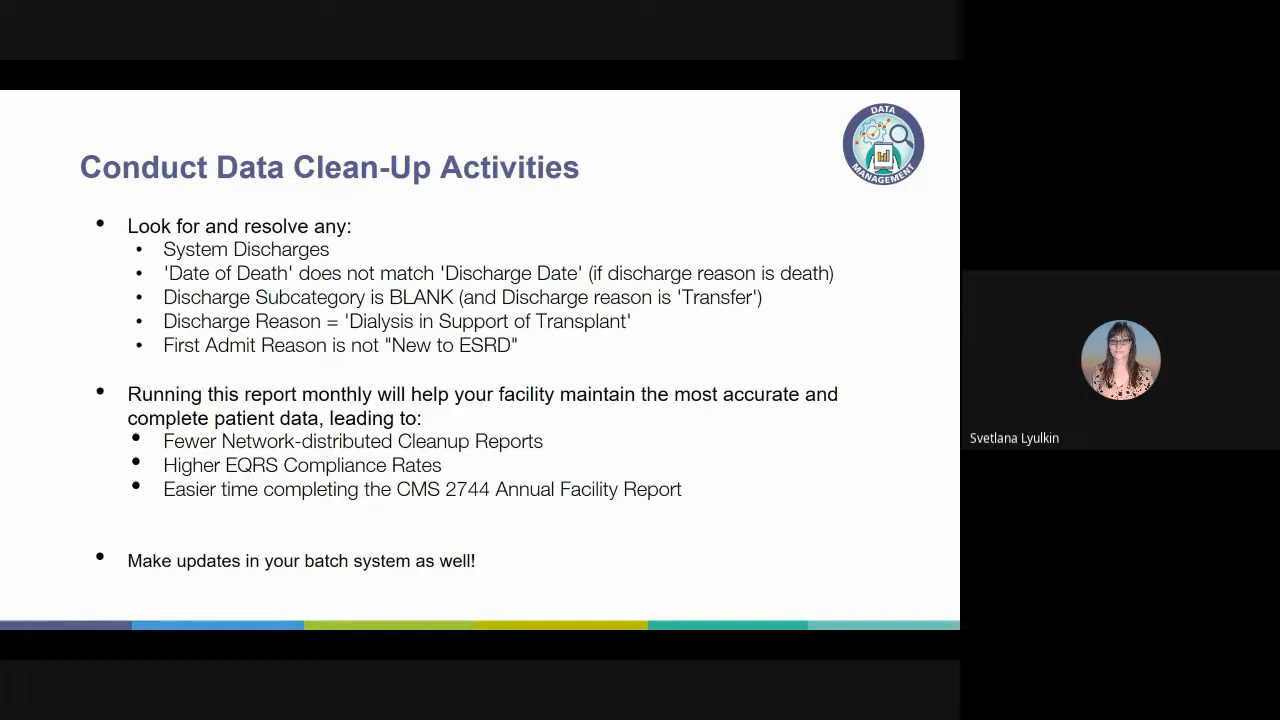 DATA
MANAGEMENT
Conduct Data Clean-Up Activities
• Look for and resolve any:
• System Discharges
• 'Date of Death' does not match 'Discharge Date' (if discharge reason is death)
• Discharge Subcategory is BLANK (and Discharge reason is 'Transfer')
• Discharge Reason = 'Dialysis in Support of Transplant'
• First Admit Reason is not "New to ESRD"
• Running this report monthly will help your facility maintain the most accurate and
complete patient data, leading to:
• Fewer Network-distributed Cleanup Reports
• Higher EQRS Compliance Rates
• Easier time completing the CMS 2744 Annual Facility Report
• Make updates in your batch system as well!
Svetlana Lyulkin